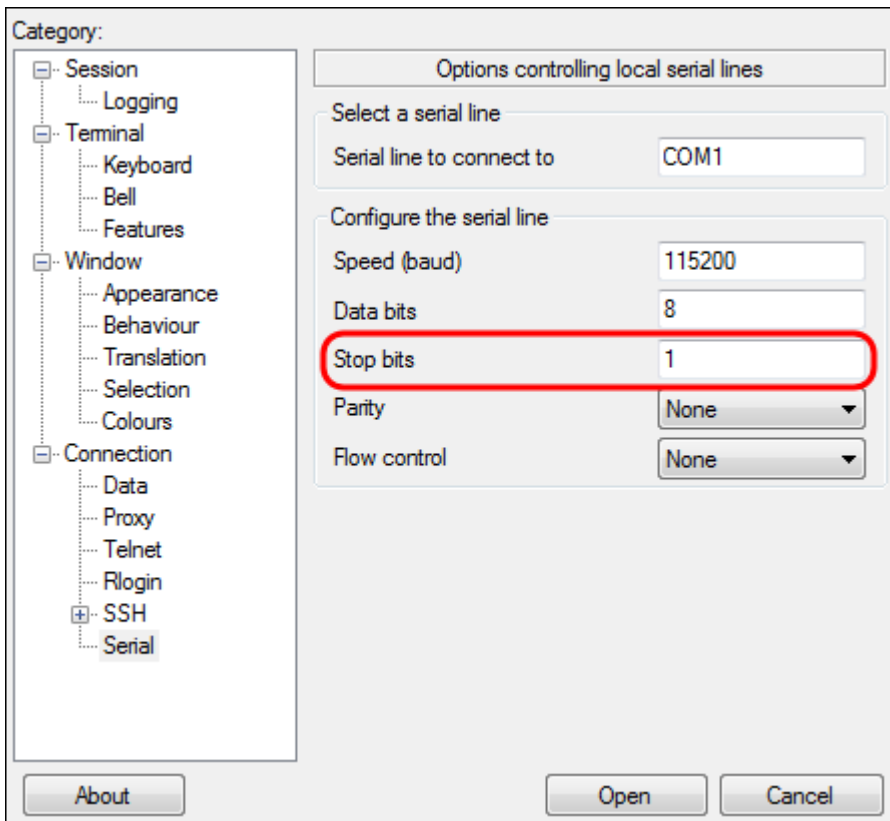 Category:
Session
Logging
Terminal
Keyboard
Bell
Features
Window
Appearance
Behaviour
Translation
Selection
Colours
Connection
Data
Proxy
Telnet
Rlogin
SSH
Serial
Options controlling local serial lines
Select a serial line
Serial line to connect to COM1
Configure the serial line
Speed (baud) 115200
Data bits 8
Stop bits 1
Parity None
Flow control None
About Open Cancel